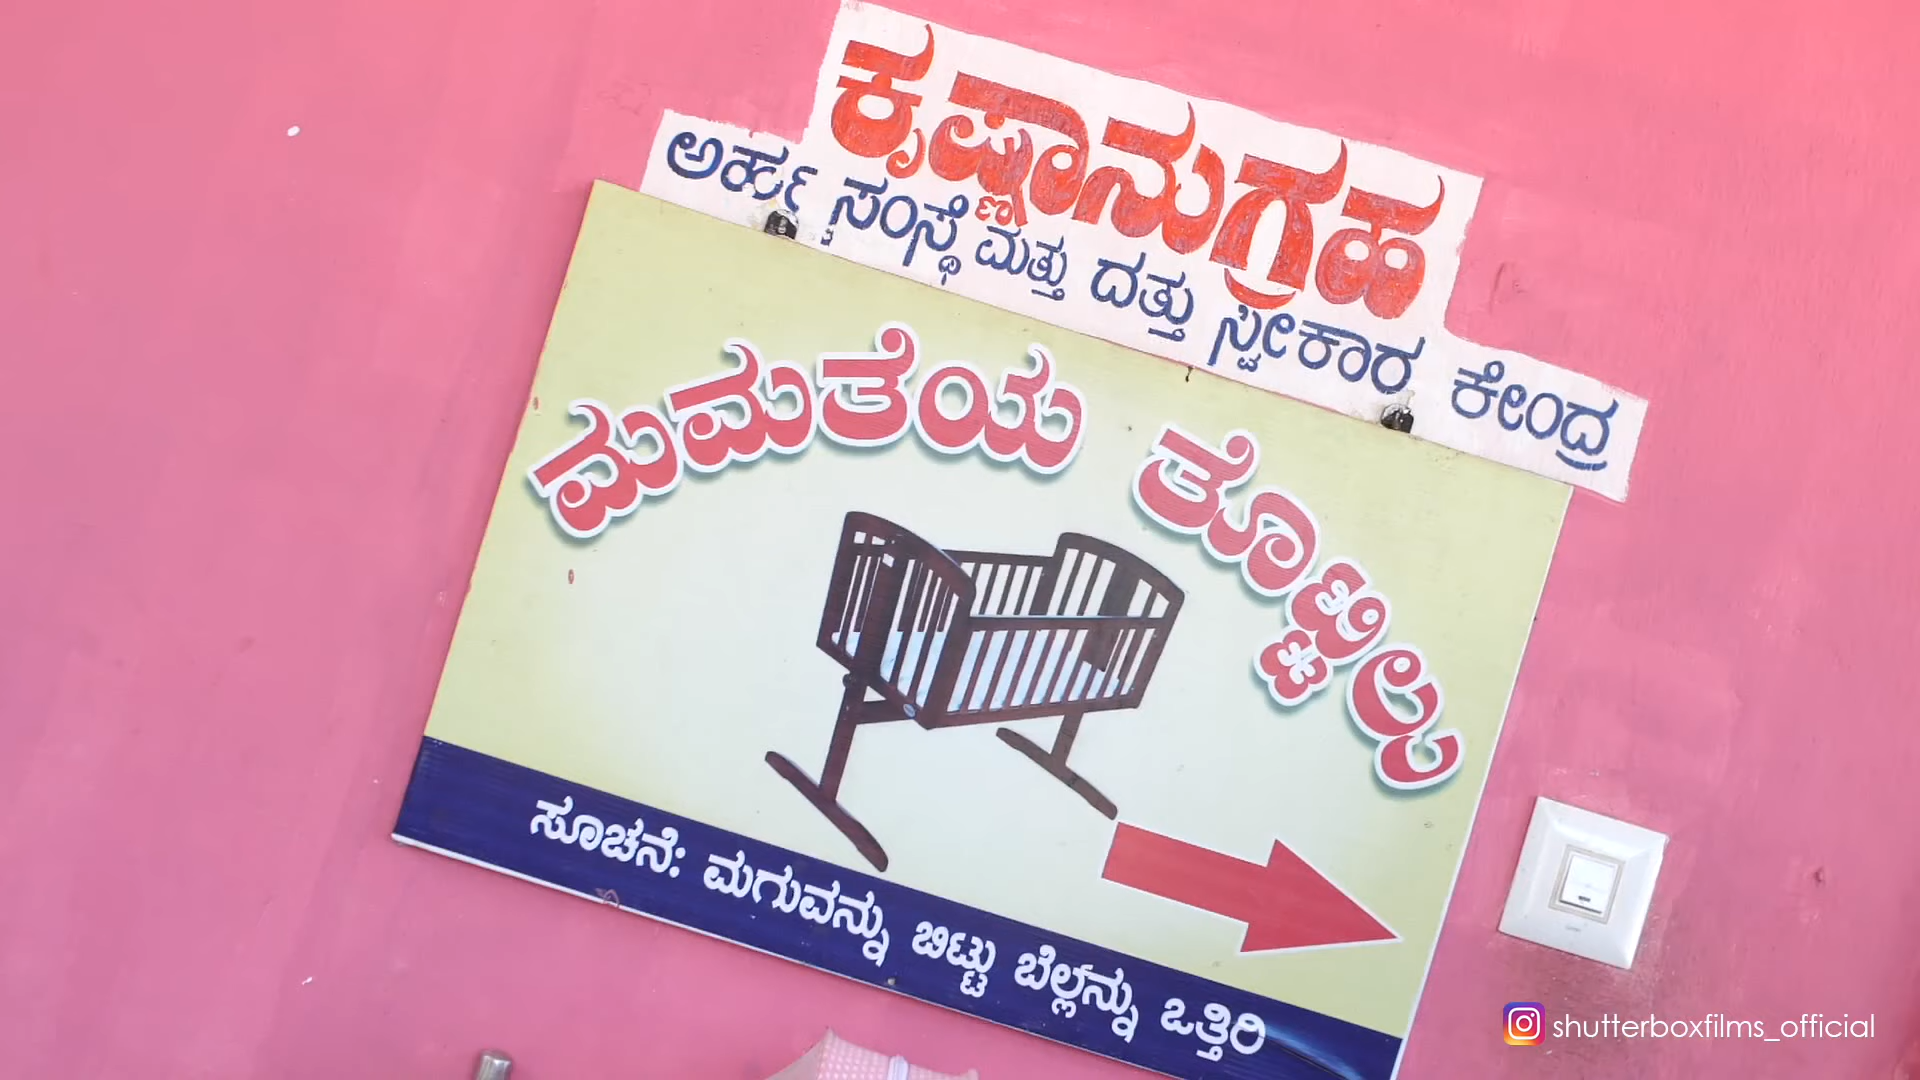 ಕೃಷ್ಣಾನುಗ್ರಹ
ಅರ್ಹ ಸಂಸ್ಥೆ ಮತ್ತು ದತ್ತು ಸ್ವೀಕಾರ ಕೇಂದ್ರ
ಮಮತೆಯ ತೊಟ್ಟಿಲು
ಸೂಚನೆ: ಮಗುವನ್ನು ಬಿಟ್ಟು ಬೆಲ್ಲನ್ನು ಒತ್ತಿರಿ
shutterboxfilms_official